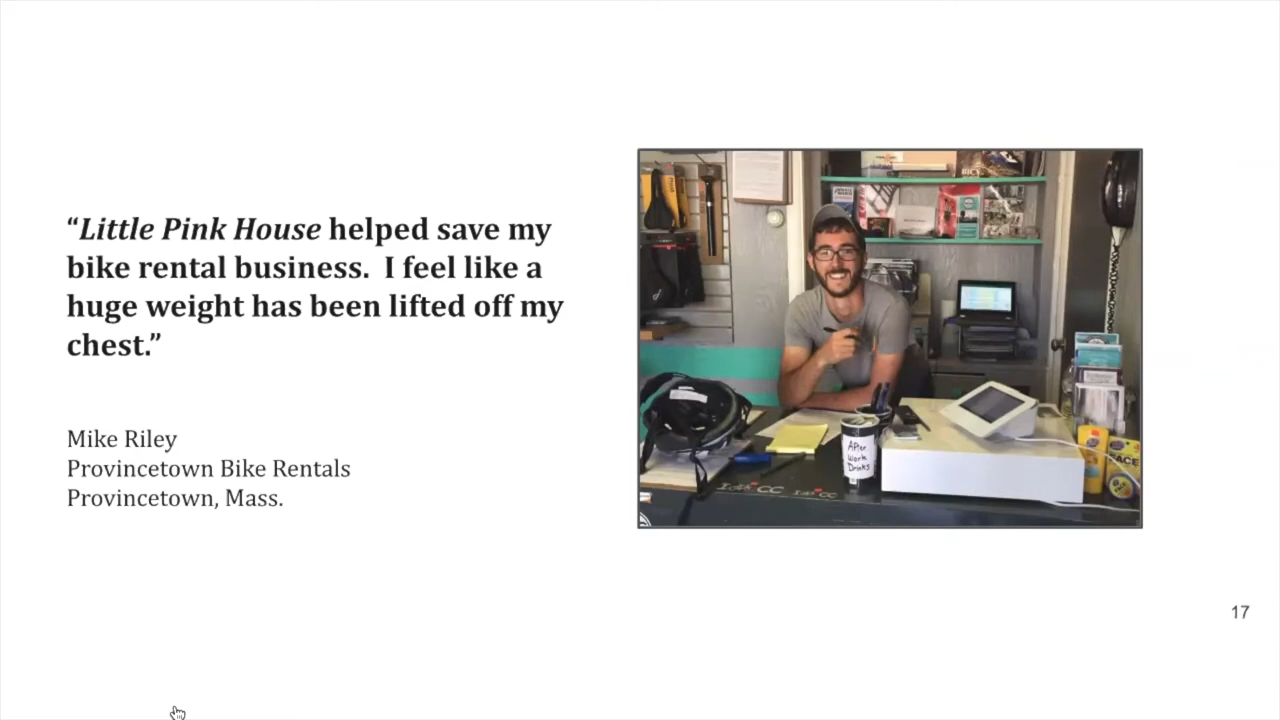 “Little Pink House helped save my
bike rental business.  I feel like a
huge weight has been lifted off my
chest.”
Mike Riley
Provincetown Bike Rentals
Provincetown, Mass.
After
Work
Drinks
17